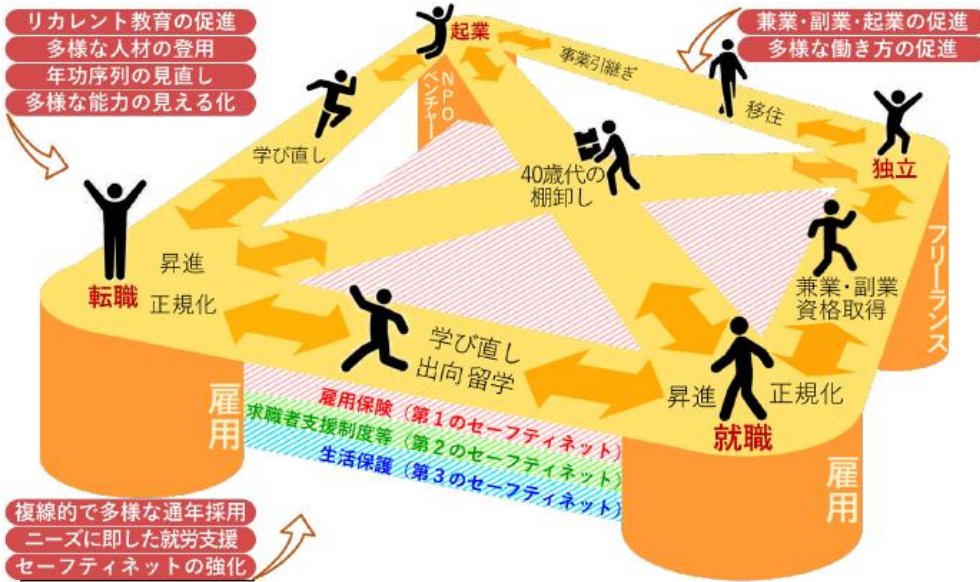 リカレント教育の促進
多様な人材の登用
年功序列の見直し
多様な能力の見える化
兼業・副業・起業の促進
多様な働き方の促進
起業
NPO
ベンチャー
事業引継ぎ
移住
独立
フリーランス
学び直し
40歳代の
棚卸し
転職
昇進
正規化
雇用
学び直し
出向 留学
兼業・副業
資格取得
昇進
正規化
就職
雇用
雇用保険（第１のセーフティネット）
求職者支援制度等（第２のセーフティネット）
生活保護（第３のセーフティネット）
複線的で多様な通年採用
ニーズに即した就労支援
セーフティネットの強化